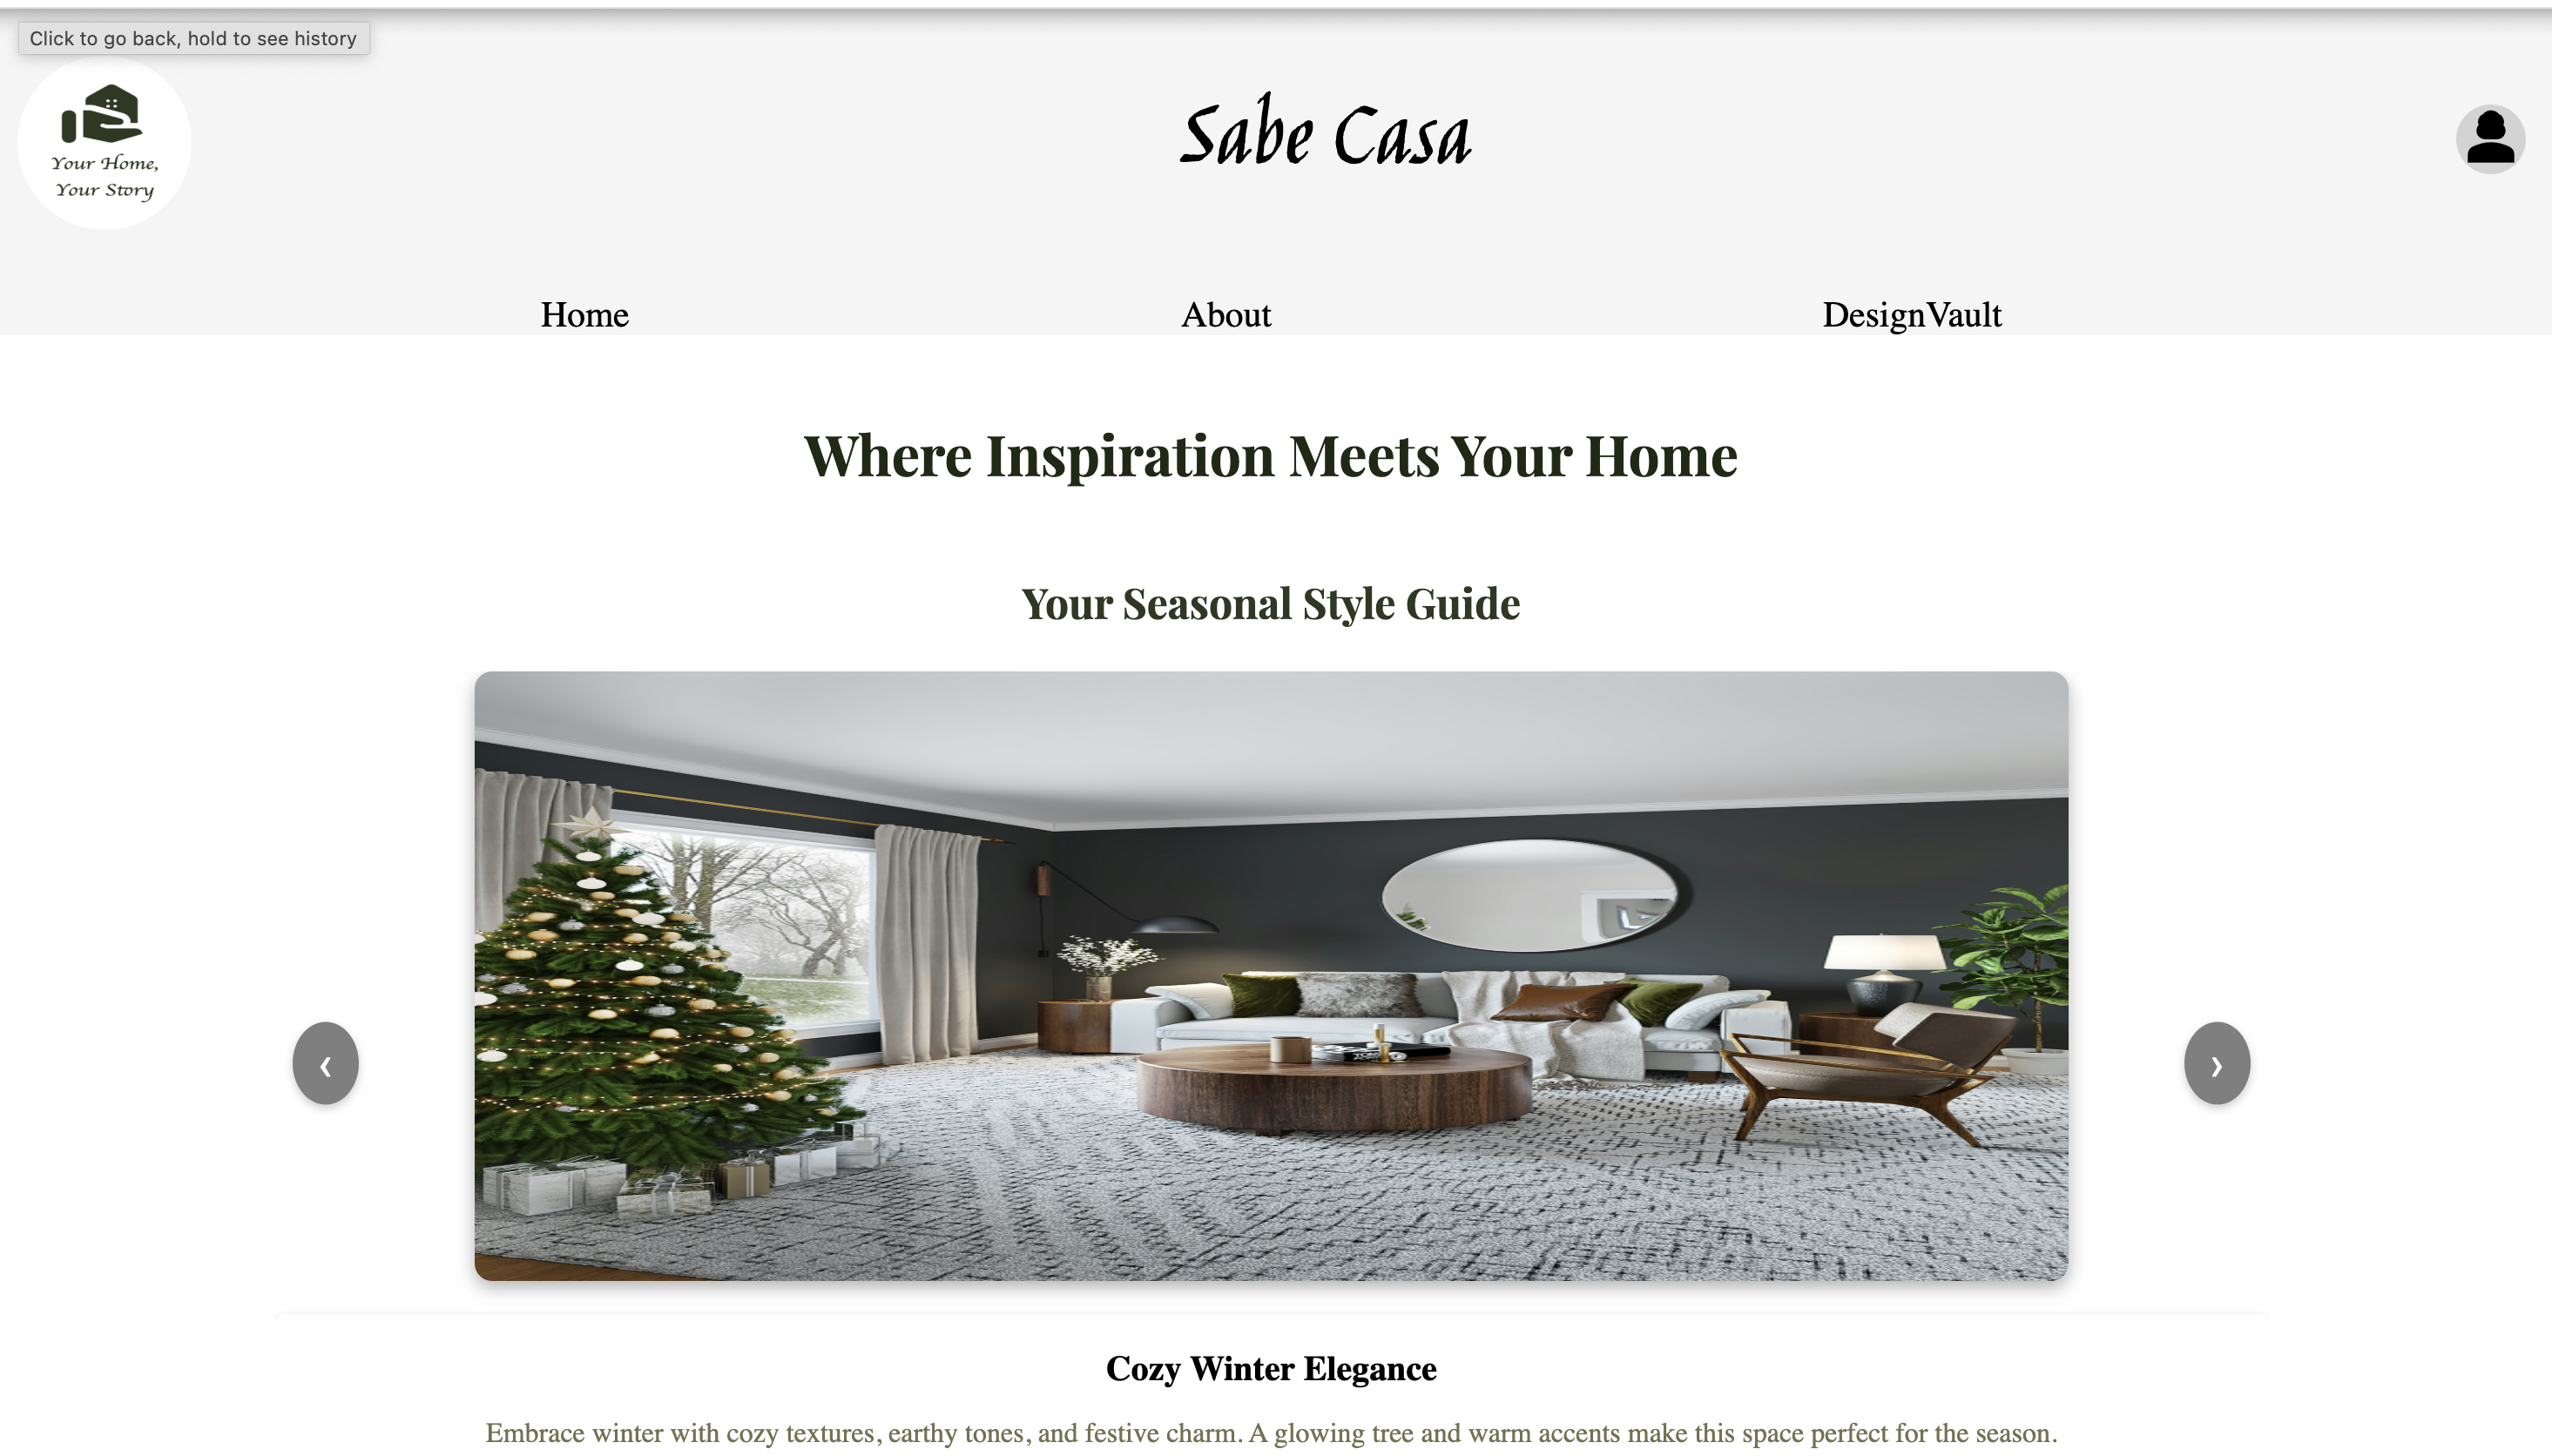 Click to go back, hold to see history
Your Home,
Your Story
Sabe Casa
Home
About
DesignVault
Where Inspiration Meets Your Home
Your Seasonal Style Guide
❮
❯
Cozy Winter Elegance
Embrace winter with cozy textures, earthy tones, and festive charm. A glowing tree and warm accents make this space perfect for the season.